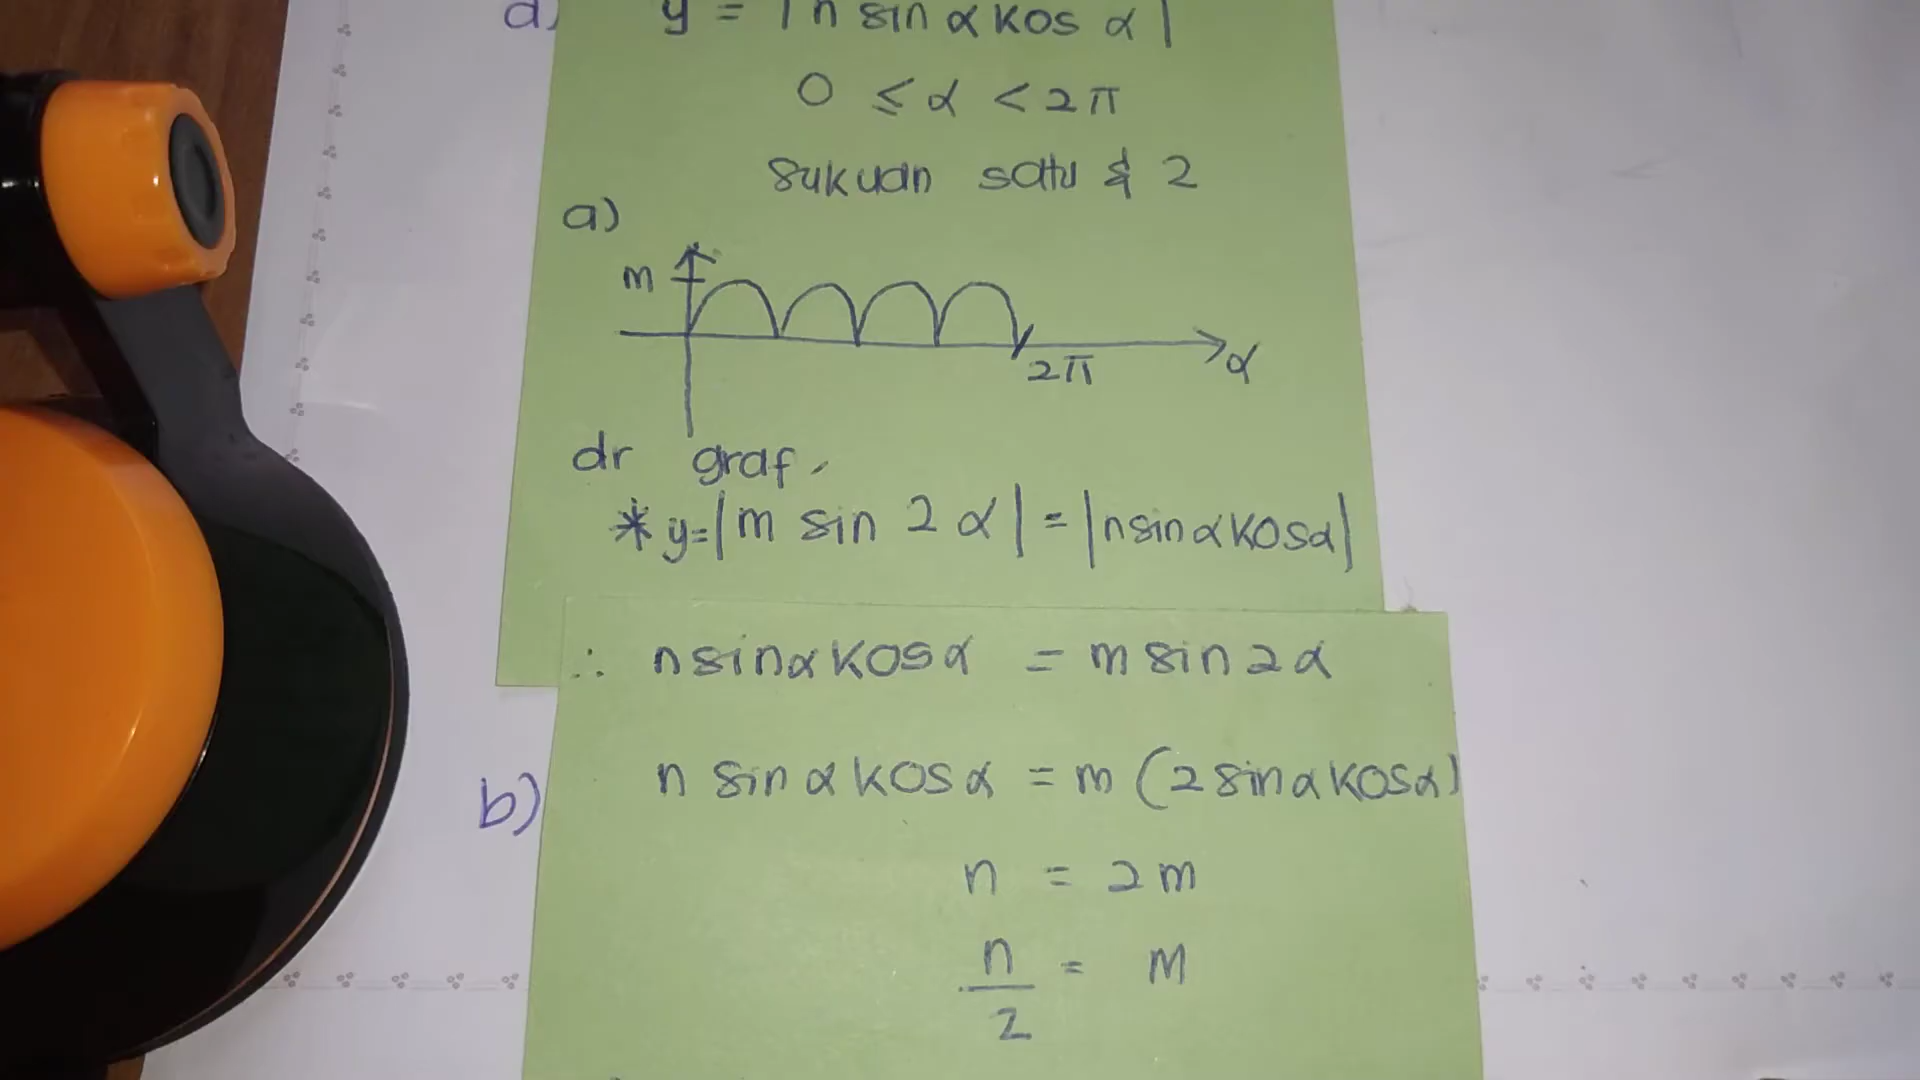 a) y = |n sin α kos α|
0 ≤ α < 2π
Sukuan satu & 2
a)
m
2π
α
dr graf,
* y=|m sin 2α| = |n sin α kos α|
∴ n sin α kos α = m sin 2α
b) n sin α kos α = m (2 sin α kos α)
n = 2m
n/2 = m